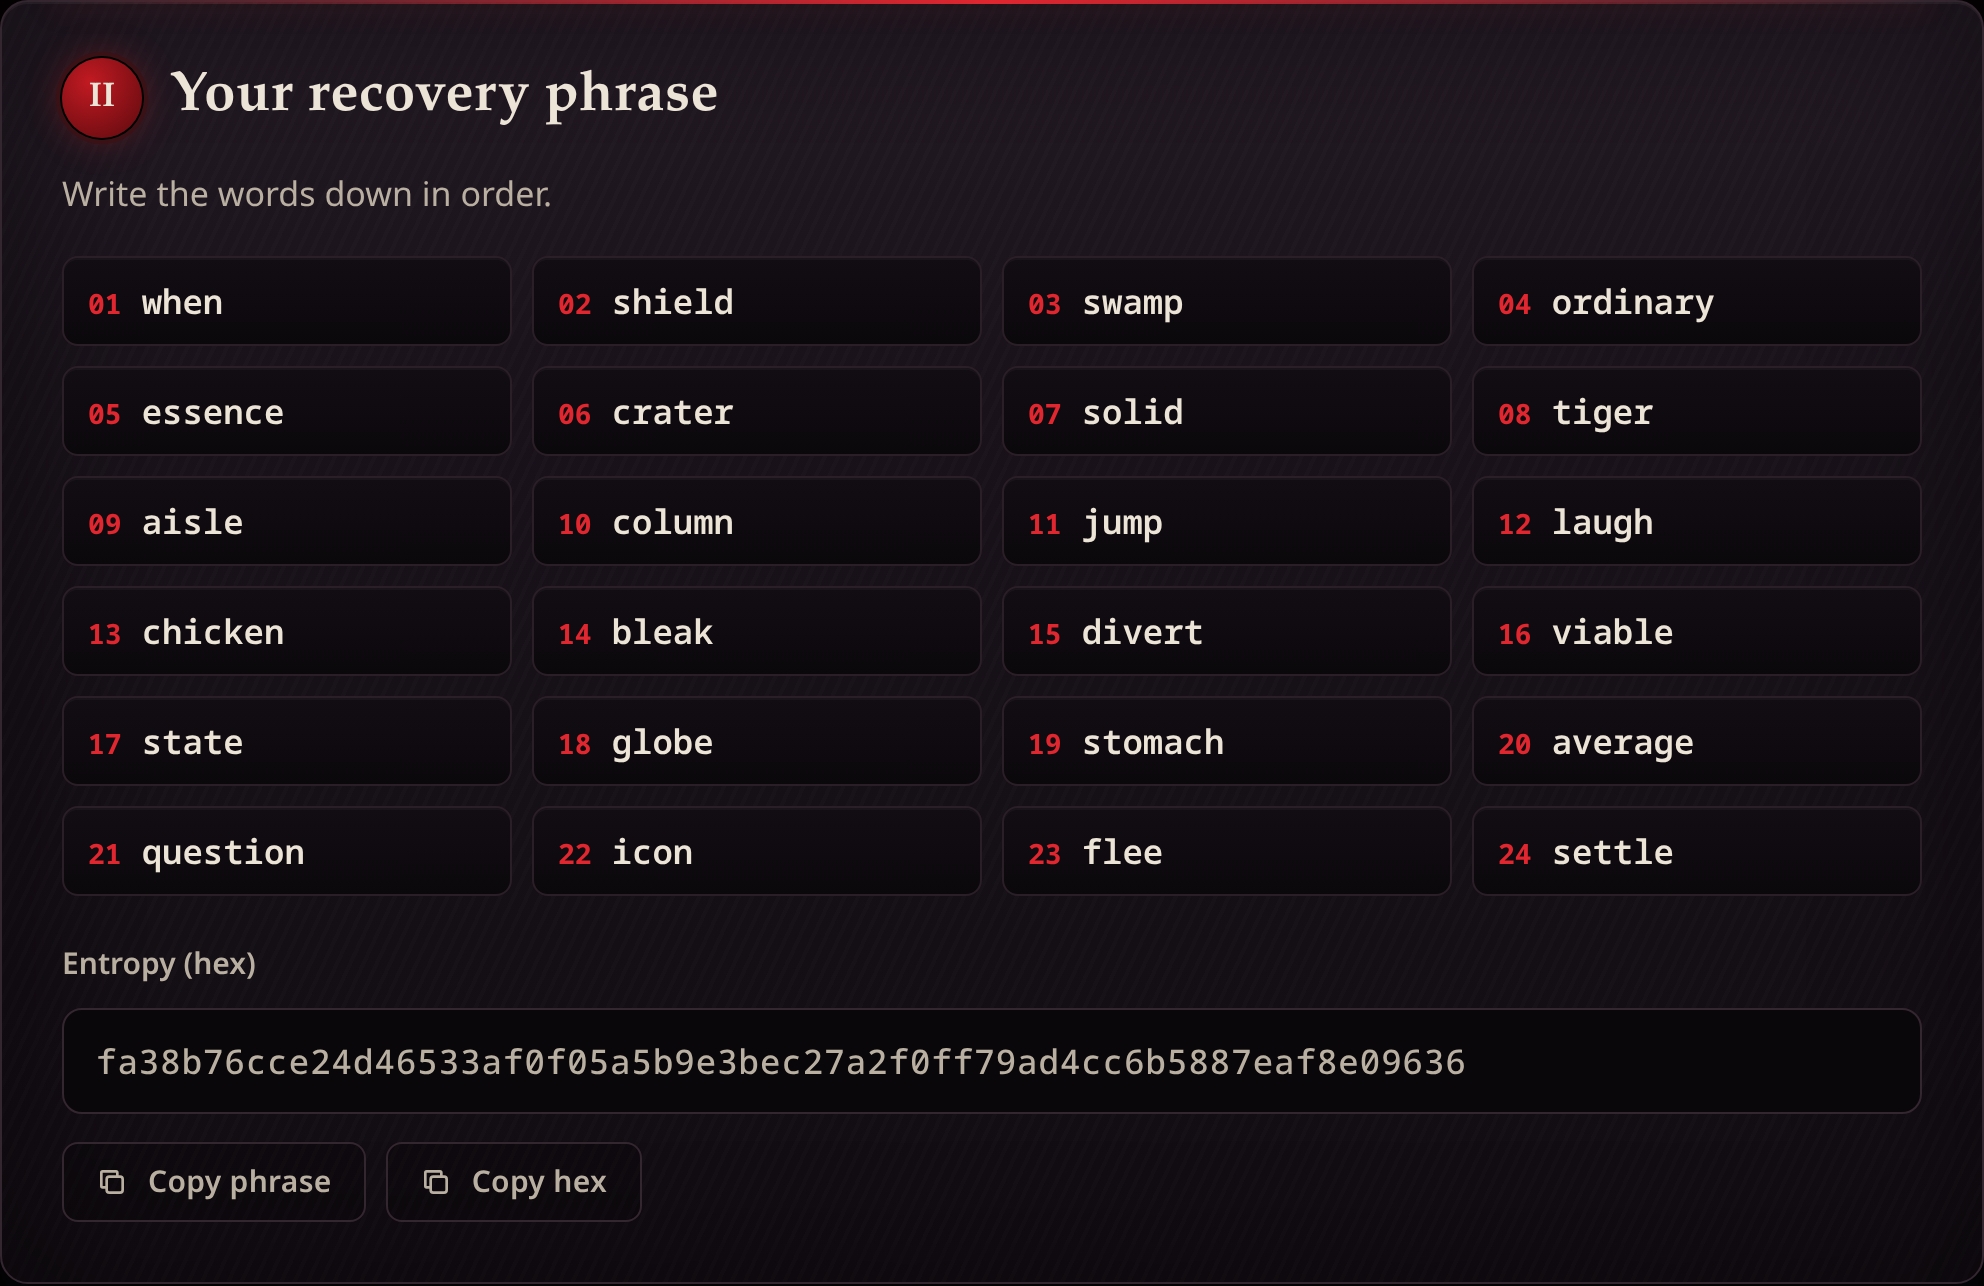 II
Your recovery phrase
Write the words down in order.
01 when 02 shield 03 swamp 04 ordinary
05 essence 06 crater 07 solid 08 tiger
09 aisle 10 column 11 jump 12 laugh
13 chicken 14 bleak 15 divert 16 viable
17 state 18 globe 19 stomach 20 average
21 question 22 icon 23 flee 24 settle
Entropy (hex)
fa38b76cce24d46533af0f05a5b9e3bec27a2f0ff79ad4cc6b5887eaf8e09636
Copy phrase Copy hex